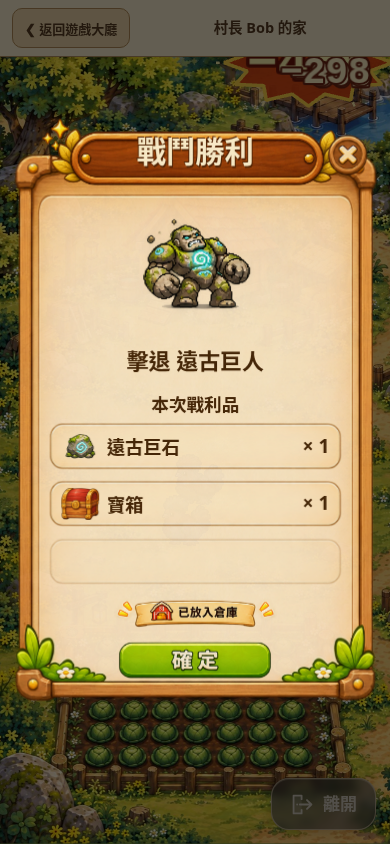 ❮ 返回遊戲大廳
村長 Bob 的家
-298
戰鬥勝利
擊退 遠古巨人
本次戰利品
遠古巨石 × 1
寶箱 × 1
已放入倉庫
確定
離開